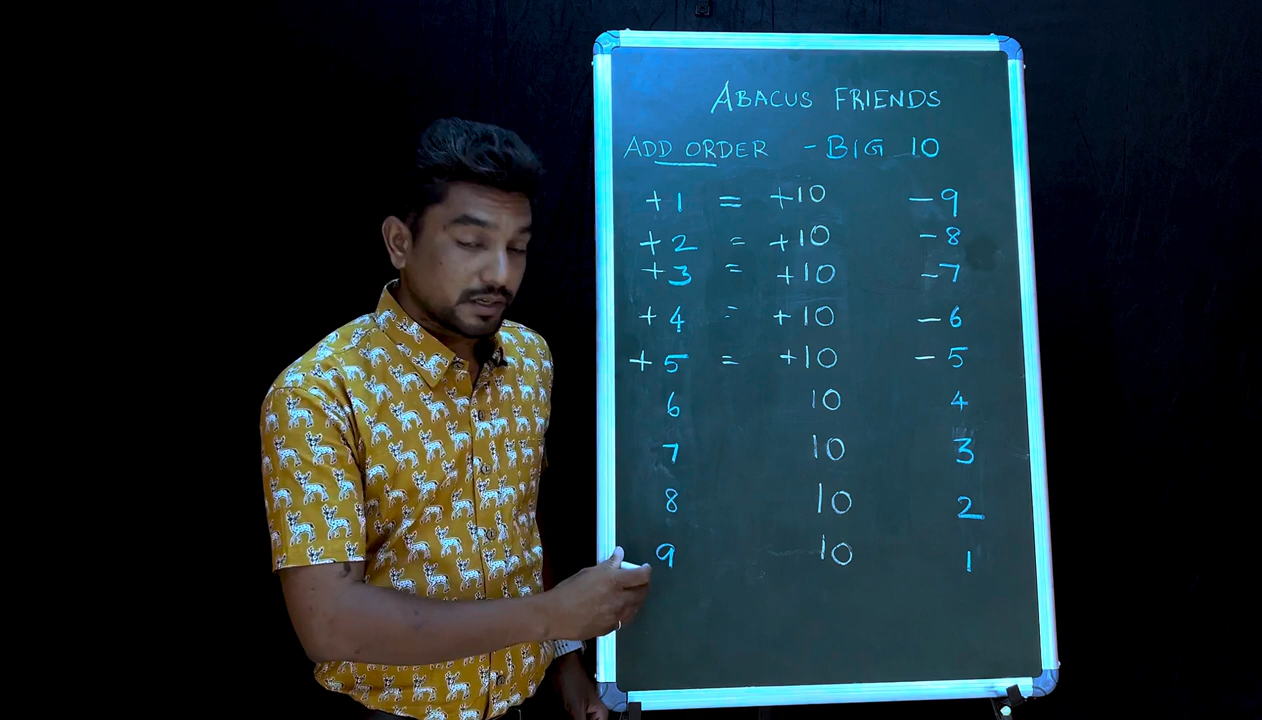 ABACUS FRIENDS
ADD ORDER - BIG 10
+1 = +10 -9
+2 = +10 -8
+3 = +10 -7
+4 = +10 -6
+5 = +10 -5
6 10 4
7 10 3
8 10 2
9 10 1